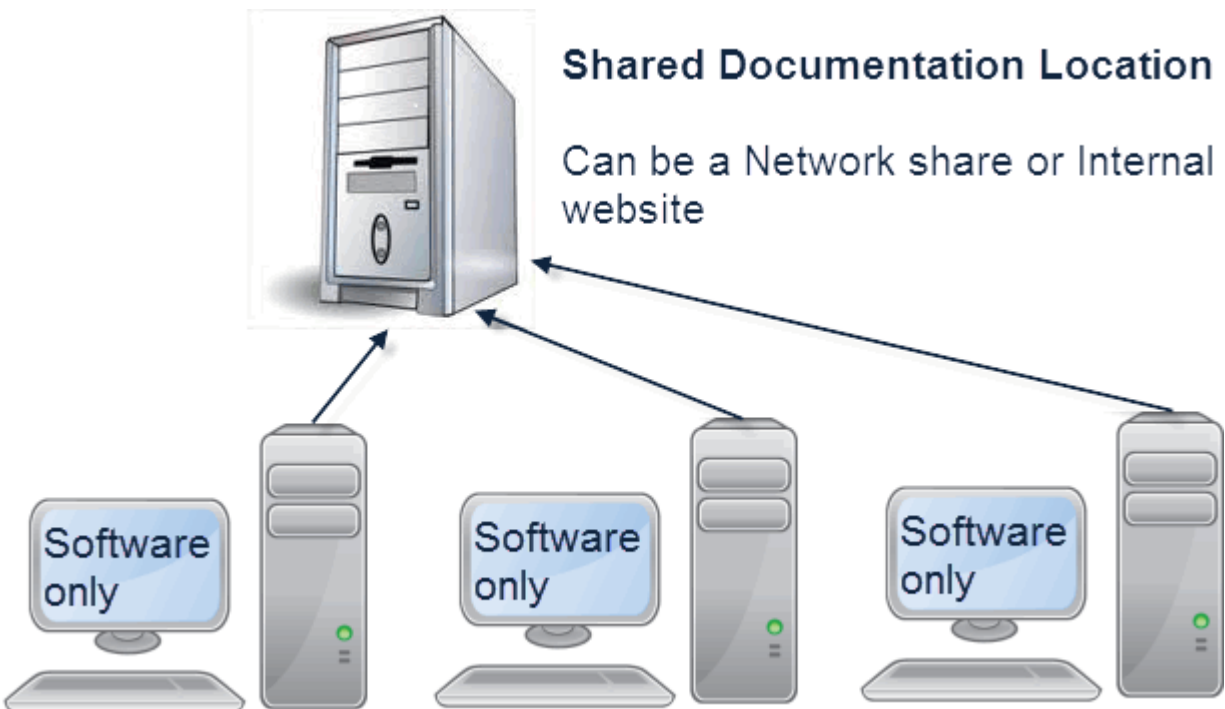 Shared Documentation Location
Can be a Network share or Internal
website
Software
only
Software
only
Software
only